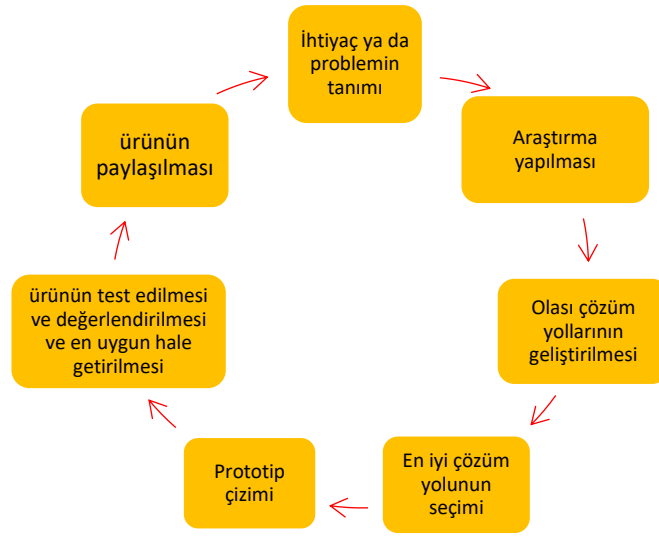 İhtiyaç ya da
problemin
tanımı
Araştırma
yapılması
Olası çözüm
yollarının
geliştirilmesi
En iyi çözüm
yolunun
seçimi
Prototip
çizimi
ürünün test edilmesi
ve değerlendirilmesi
ve en uygun hale
getirilmesi
ürünün
paylaşılması